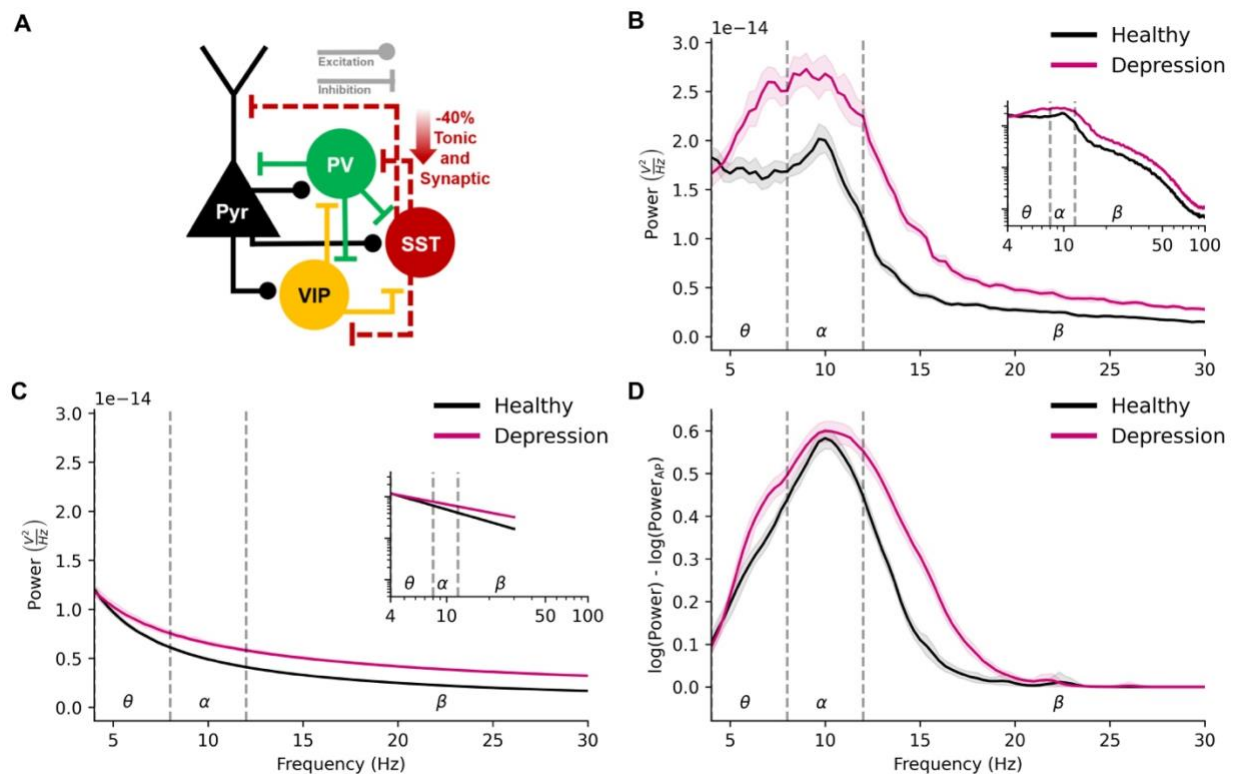 A
Excitation
Inhibition
-40%
Tonic
and
Synaptic
PV
Pyr
SST
VIP
B
1e−14
Healthy
Depression
Power (V²/Hz)
3.0
2.5
2.0
1.5
1.0
0.5
0.0
θ α β
5 10 15 20 25 30
θ α β
4 10 50 100
C
1e−14
Healthy
Depression
Power (V²/Hz)
3.0
2.5
2.0
1.5
1.0
0.5
0.0
θ α β
5 10 15 20 25 30
Frequency (Hz)
θ α β
4 10 50 100
D
Healthy
Depression
log(Power) - log(Power_AP)
0.6
0.5
0.4
0.3
0.2
0.1
0.0
θ α β
5 10 15 20 25 30
Frequency (Hz)